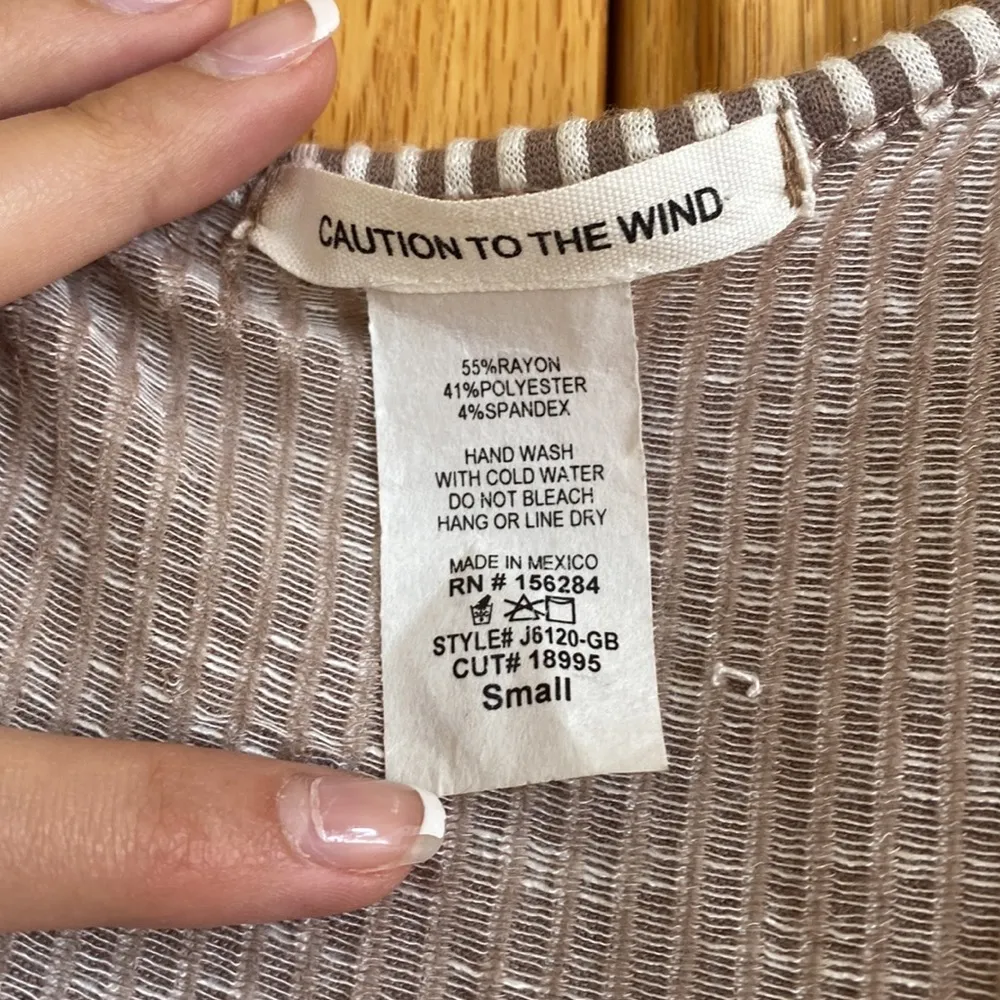 CAUTION TO THE WIND
55%RAYON
41%POLYESTER
4%SPANDEX
HAND WASH
WITH COLD WATER
DO NOT BLEACH
HANG OR LINE DRY
MADE IN MEXICO
RN # 156284
STYLE# J6120-GB
CUT# 18995
Small